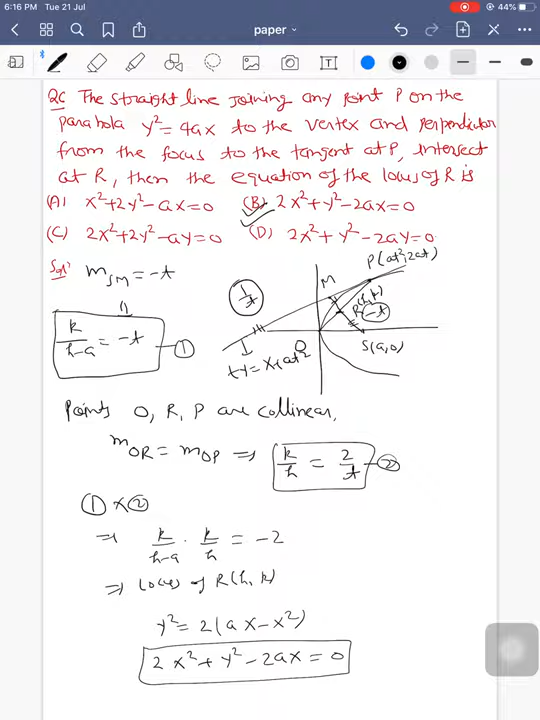 6:16 PM Tue 21 Jul
44%
paper
Q6 The straight line joining any point P on the
parabola y² = 4ax to the vertex and perpendicular
from the focus to the tangent at P, intersect
at R, then the equation of the locus of R is
(A) x²+2y²-ax=0 (B) 2x²+y²-2ax=0
(C) 2x²+2y²-ay=0 (D) 2x²+y²-2ay=0
Sol:
m_SM = -t
1/t
M
P(at², 2at)
R(h,k)
-t
k/(h-a) = -t ①
O
S(a,0)
ty = x+at²
Points O, R, P are collinear,
m_OR = m_OP ⇒ k/h = 2/t ②
① × ②
⇒ k/(h-a) · k/h = -2
⇒ locus of R(h, k)
y² = 2(ax-x²)
2x²+y²-2ax=0